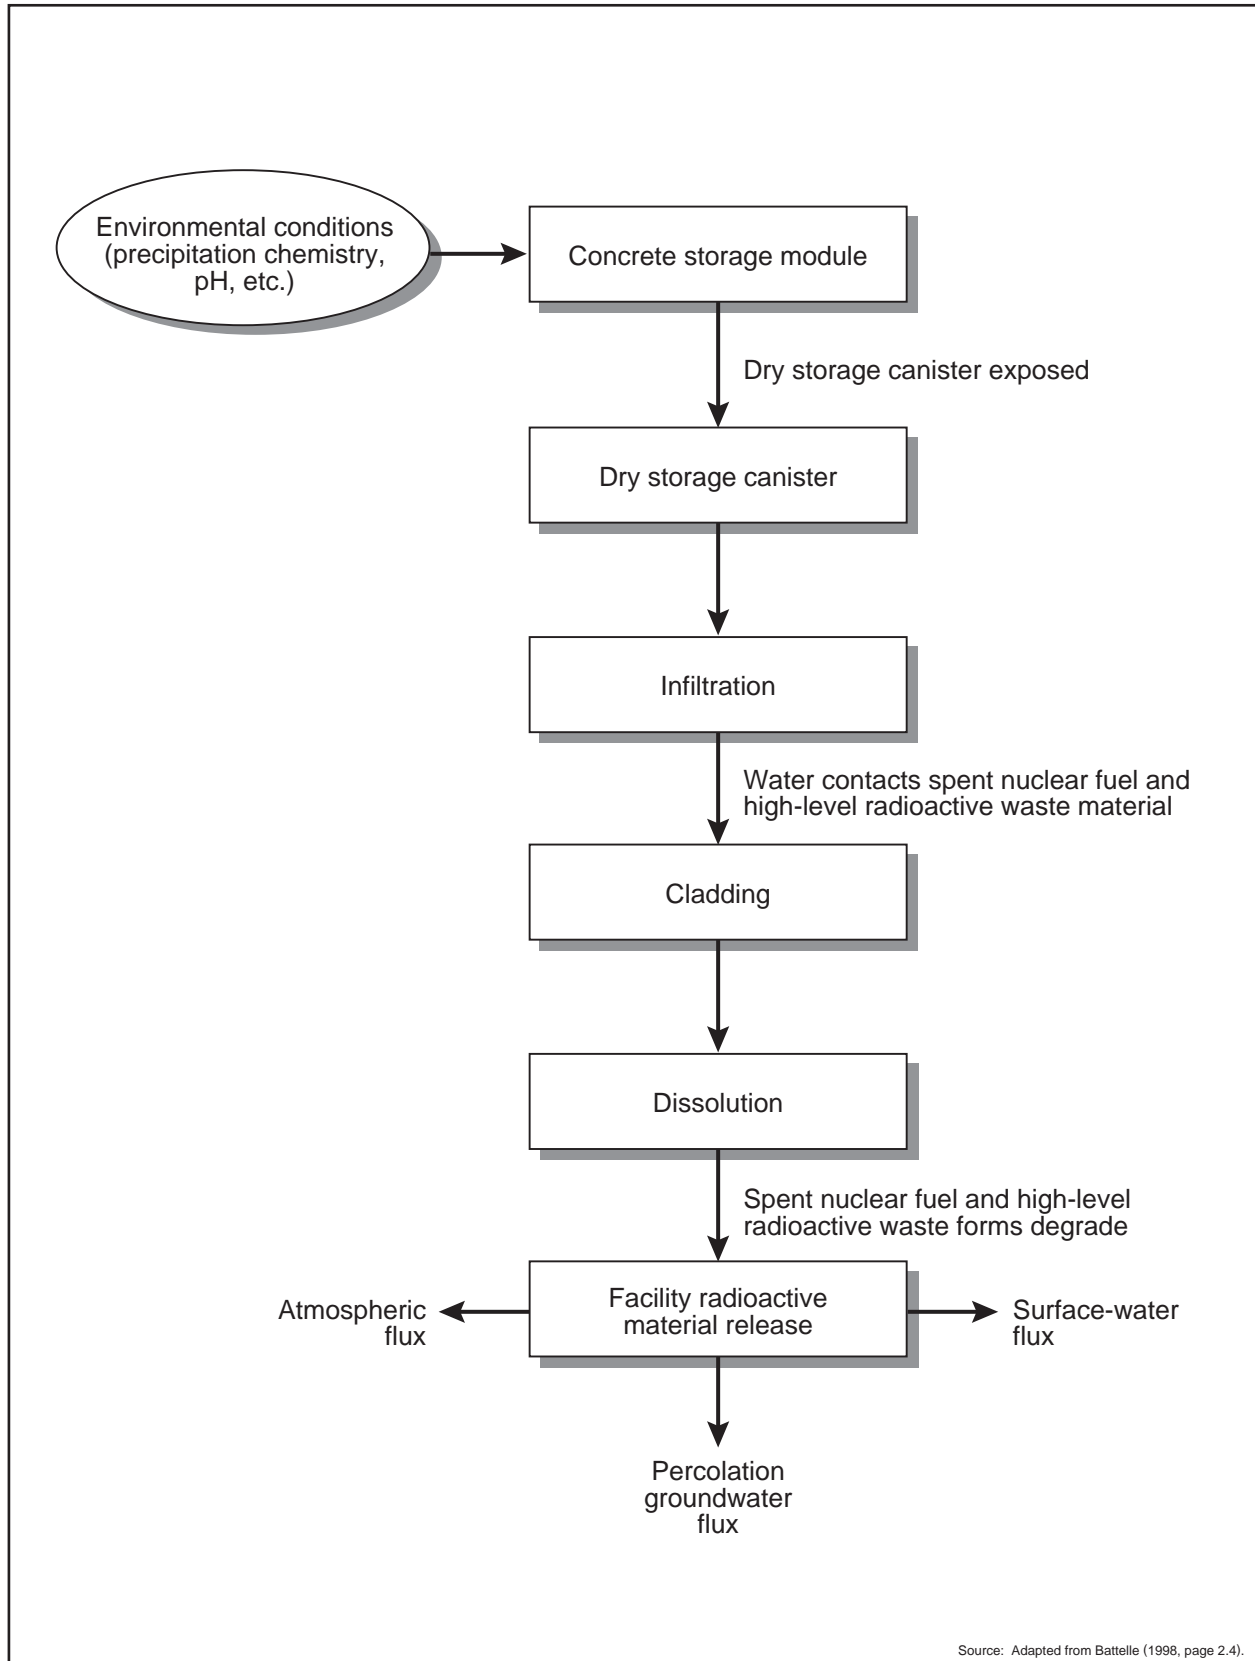 Environmental conditions
(precipitation chemistry,
pH, etc.)
Concrete storage module
Dry storage canister exposed
Dry storage canister
Infiltration
Water contacts spent nuclear fuel and
high-level radioactive waste material
Cladding
Dissolution
Spent nuclear fuel and high-level
radioactive waste forms degrade
Facility radioactive
material release
Atmospheric
flux
Surface-water
flux
Percolation
groundwater
flux
Source: Adapted from Battelle (1998, page 2.4).